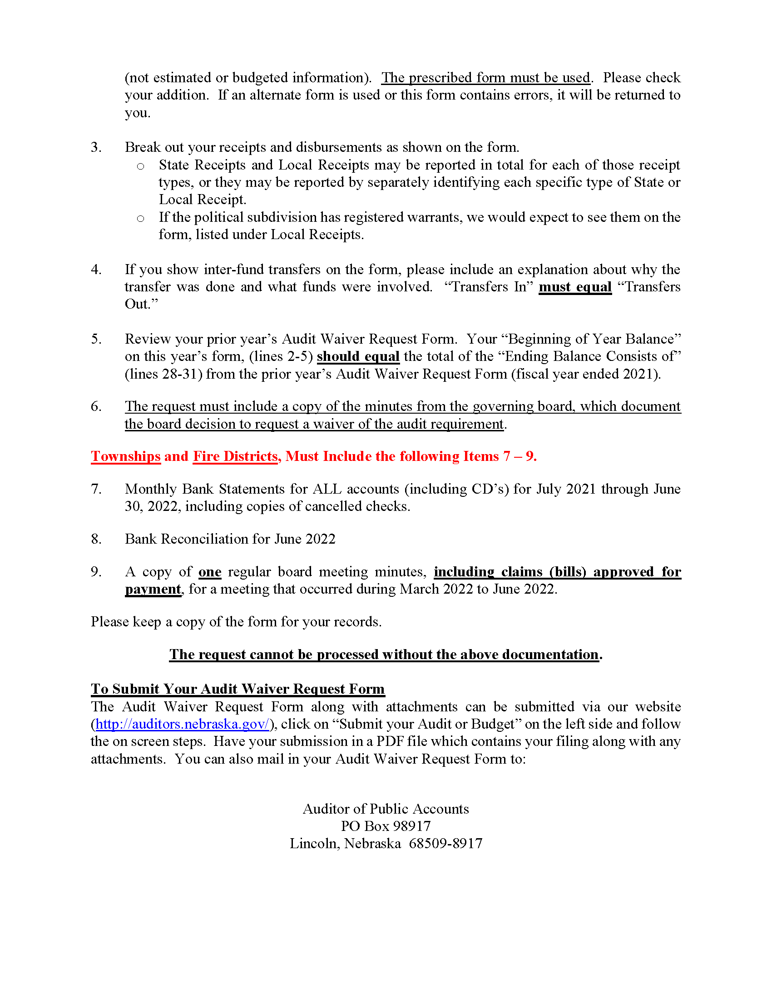 (not estimated or budgeted information).  The prescribed form must be used.  Please check
your addition.  If an alternate form is used or this form contains errors, it will be returned to
you.
3. Break out your receipts and disbursements as shown on the form.
o State Receipts and Local Receipts may be reported in total for each of those receipt
types, or they may be reported by separately identifying each specific type of State or
Local Receipt.
o If the political subdivision has registered warrants, we would expect to see them on the
form, listed under Local Receipts.
4. If you show inter-fund transfers on the form, please include an explanation about why the
transfer was done and what funds were involved.  “Transfers In” must equal “Transfers
Out.”
5. Review your prior year’s Audit Waiver Request Form.  Your “Beginning of Year Balance”
on this year’s form, (lines 2-5) should equal the total of the “Ending Balance Consists of”
(lines 28-31) from the prior year’s Audit Waiver Request Form (fiscal year ended 2021).
6. The request must include a copy of the minutes from the governing board, which document
the board decision to request a waiver of the audit requirement.
Townships and Fire Districts, Must Include the following Items 7 – 9.
7. Monthly Bank Statements for ALL accounts (including CD’s) for July 2021 through June
30, 2022, including copies of cancelled checks.
8. Bank Reconciliation for June 2022
9. A copy of one regular board meeting minutes, including claims (bills) approved for
payment, for a meeting that occurred during March 2022 to June 2022.
Please keep a copy of the form for your records.
The request cannot be processed without the above documentation.
To Submit Your Audit Waiver Request Form
The Audit Waiver Request Form along with attachments can be submitted via our website
(http://auditors.nebraska.gov/), click on “Submit your Audit or Budget” on the left side and follow
the on screen steps.  Have your submission in a PDF file which contains your filing along with any
attachments.  You can also mail in your Audit Waiver Request Form to:
Auditor of Public Accounts
PO Box 98917
Lincoln, Nebraska  68509-8917